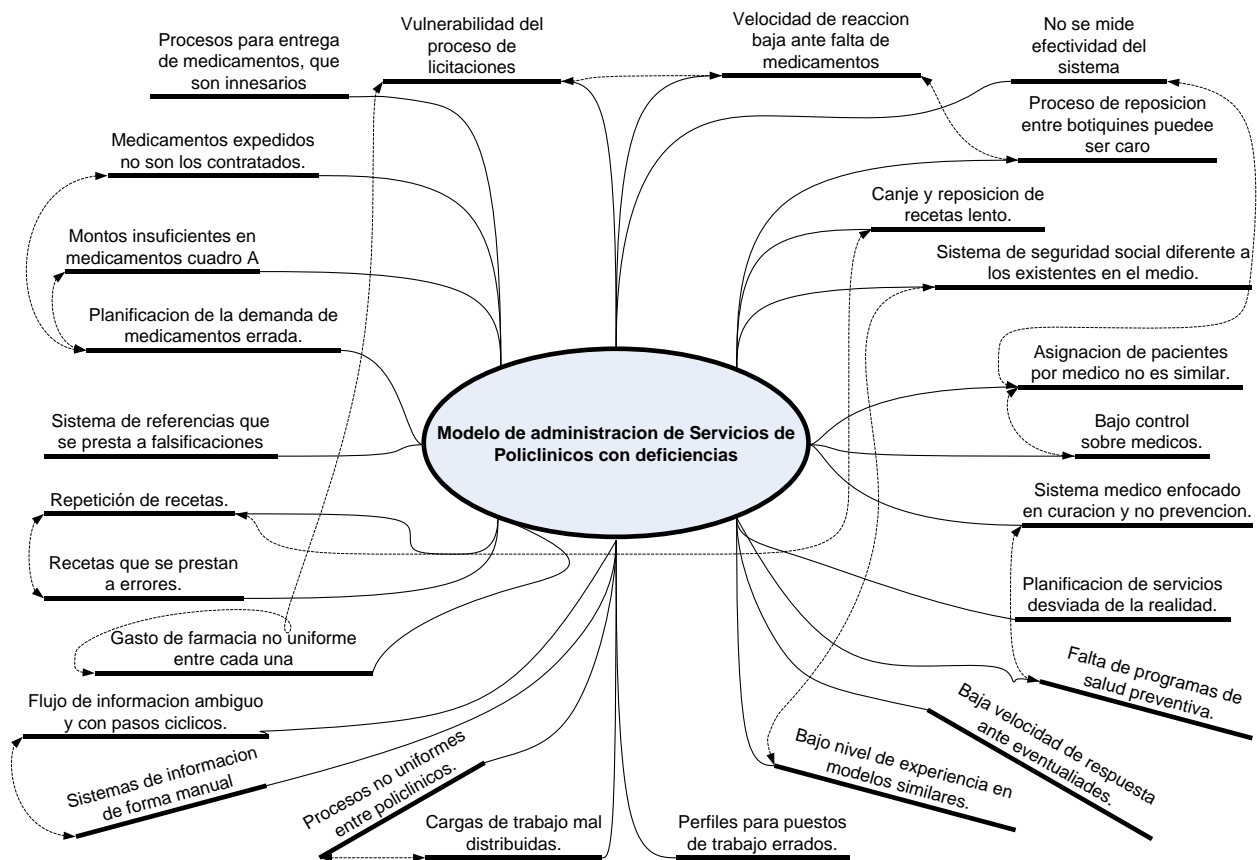 Procesos para entrega
de medicamentos, que
son innesarios
Vulnerabilidad del
proceso de
licitaciones
Velocidad de reaccion
baja ante falta de
medicamentos
No se mide
efectividad del
sistema
Proceso de reposicion
entre botiquines puedee
ser caro
Medicamentos expedidos
no son los contratados.
Canje y reposicion de
recetas lento.
Montos insuficientes en
medicamentos cuadro A
Sistema de seguridad social diferente a
los existentes en el medio.
Planificacion de la demanda de
medicamentos errada.
Asignacion de pacientes
por medico no es similar.
Sistema de referencias que
se presta a falsificaciones
Modelo de administracion de Servicios de
Policlinicos con deficiencias
Bajo control
sobre medicos.
Repetición de recetas.
Sistema medico enfocado
en curacion y no prevencion.
Recetas que se prestan
a errores.
Planificacion de servicios
desviada de la realidad.
Gasto de farmacia no uniforme
entre cada una
Falta de programas de
salud preventiva.
Flujo de informacion ambiguo
y con pasos ciclicos.
Baja velocidad de respuesta
ante eventualiades.
Sistemas de informacion
de forma manual
Procesos no uniformes
entre policlinicos.
Bajo nivel de experiencia en
modelos similares.
Cargas de trabajo mal
distribuidas.
Perfiles para puestos
de trabajo errados.